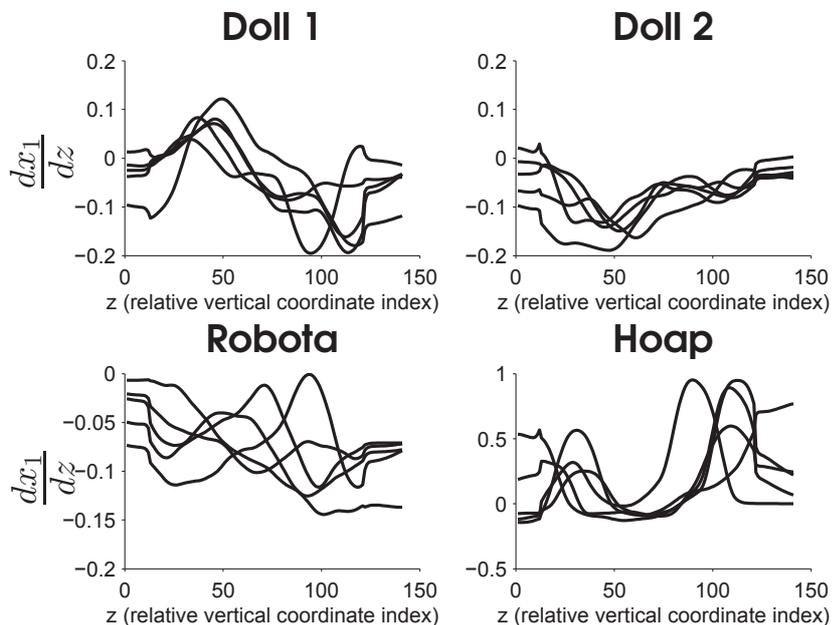 Doll 1
Doll 2
0.2
0.1
0
−0.1
−0.2
dx₁
dz
0 50 100 150
z (relative vertical coordinate index)
0.2
0.1
0
−0.1
−0.2
0 50 100 150
z (relative vertical coordinate index)
Robota
Hoap
0
−0.05
−0.1
−0.15
−0.2
dx₁
dz
0 50 100 150
z (relative vertical coordinate index)
1
0.5
0
−0.5
0 50 100 150
z (relative vertical coordinate index)